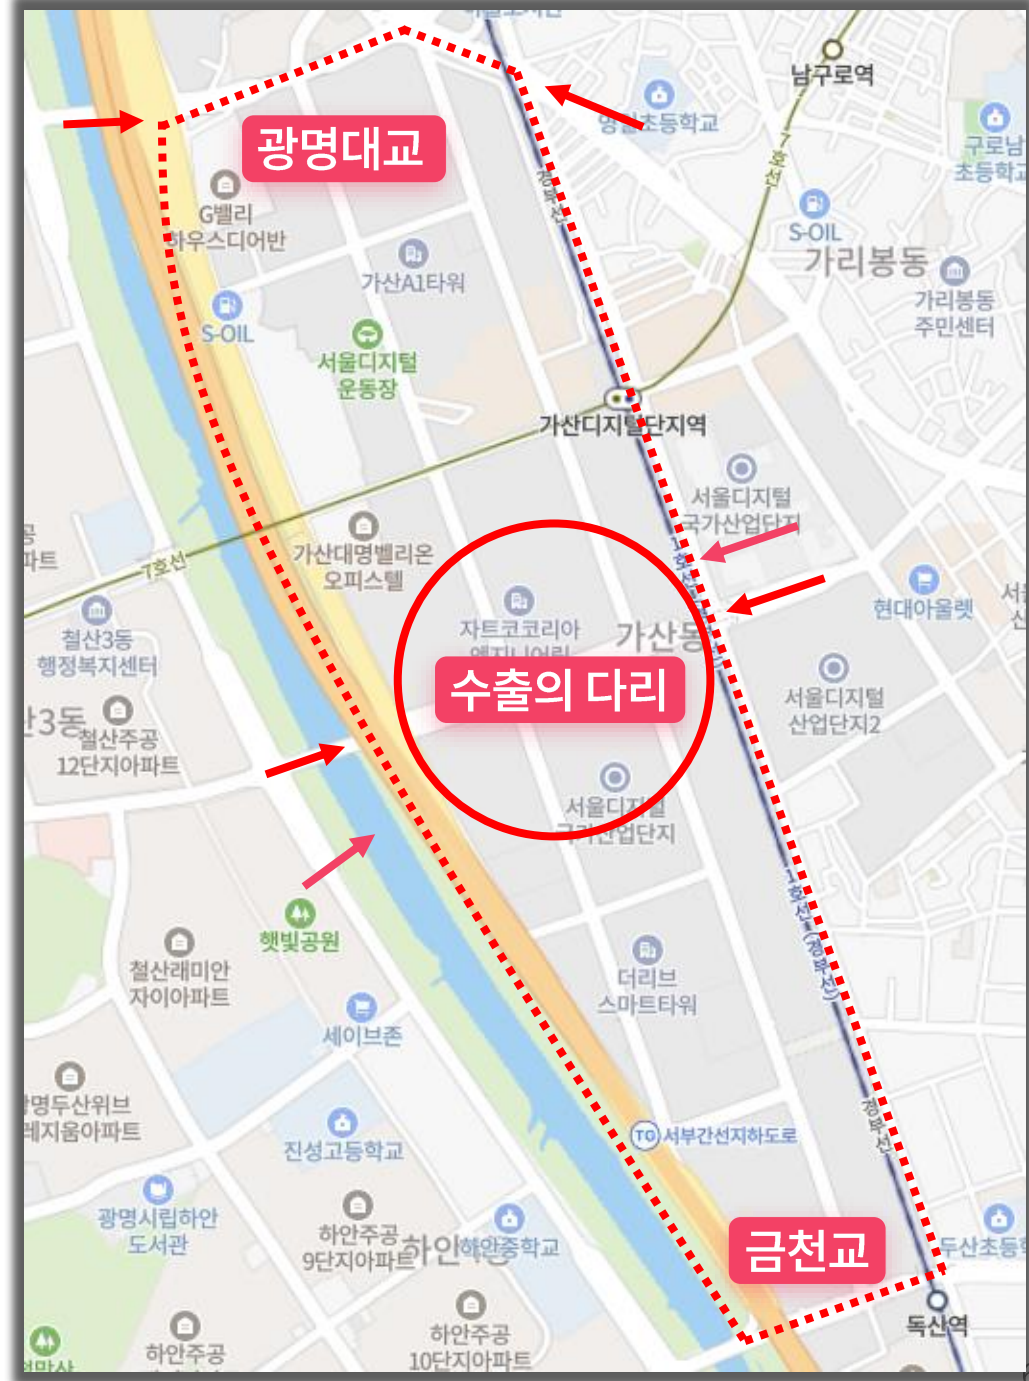 남구로역
영일초등학교
구로남
초등학교
7호선
광명대교
경부선
G밸리
하우스디어반
S-OIL
가리봉동
가산A1타워
가리봉동
주민센터
S-OIL
서울디지털
운동장
가산디지털단지역
서울디지털
국가산업단지
가산대명벨리온
오피스텔
7호선
1호선
현대아울렛
철산3동
행정복지센터
자트코코리아
엔지니어링
가산동
수출의 다리
서울디지털
산업단지2
철산주공
12단지아파트
서울디지털
국가산업단지
1호선(경부선)
햇빛공원
철산래미안
자이아파트
더리브
스마트타워
세이브존
경부선
TG 서부간선지하도로
진성고등학교
광명시립하안
도서관
하안주공
9단지아파트
하안중학교
금천교
두산초등학
독산역
하안주공
하안주공
10단지아파트